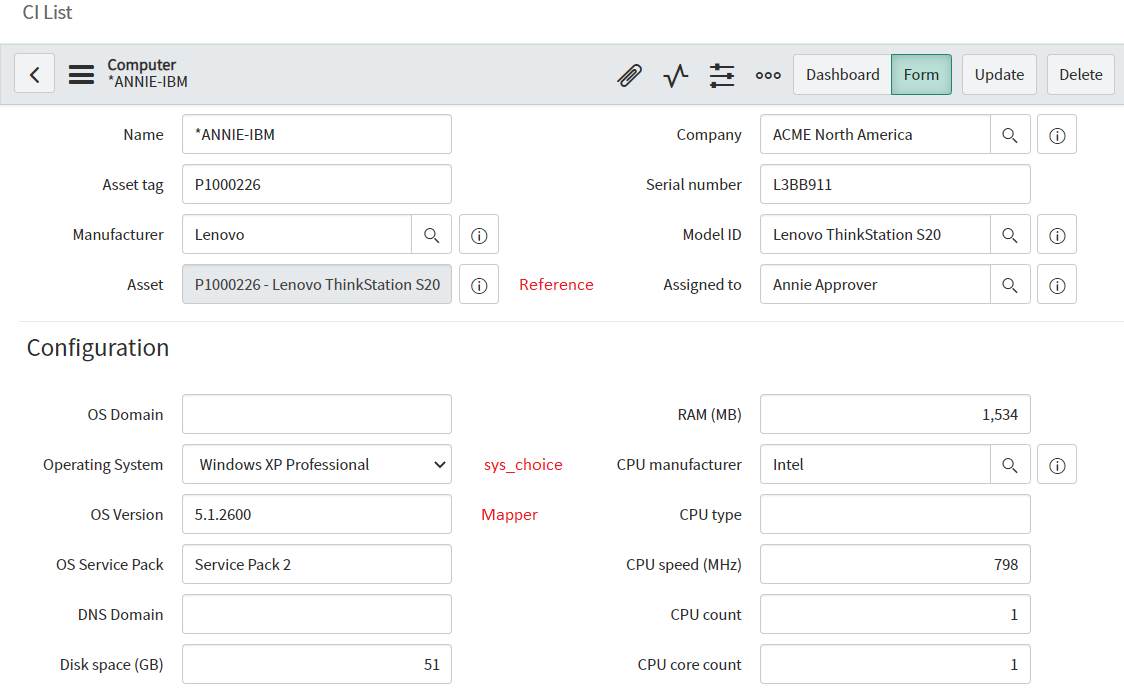 CI List
Computer
*ANNIE-IBM
Dashboard Form Update Delete
Name *ANNIE-IBM Company ACME North America
Asset tag P1000226 Serial number L3BB911
Manufacturer Lenovo Model ID Lenovo ThinkStation S20
Asset P1000226 - Lenovo ThinkStation S20 Reference Assigned to Annie Approver
Configuration
OS Domain RAM (MB) 1,534
Operating System Windows XP Professional sys_choice CPU manufacturer Intel
OS Version 5.1.2600 Mapper CPU type
OS Service Pack Service Pack 2 CPU speed (MHz) 798
DNS Domain CPU count 1
Disk space (GB) 51 CPU core count 1